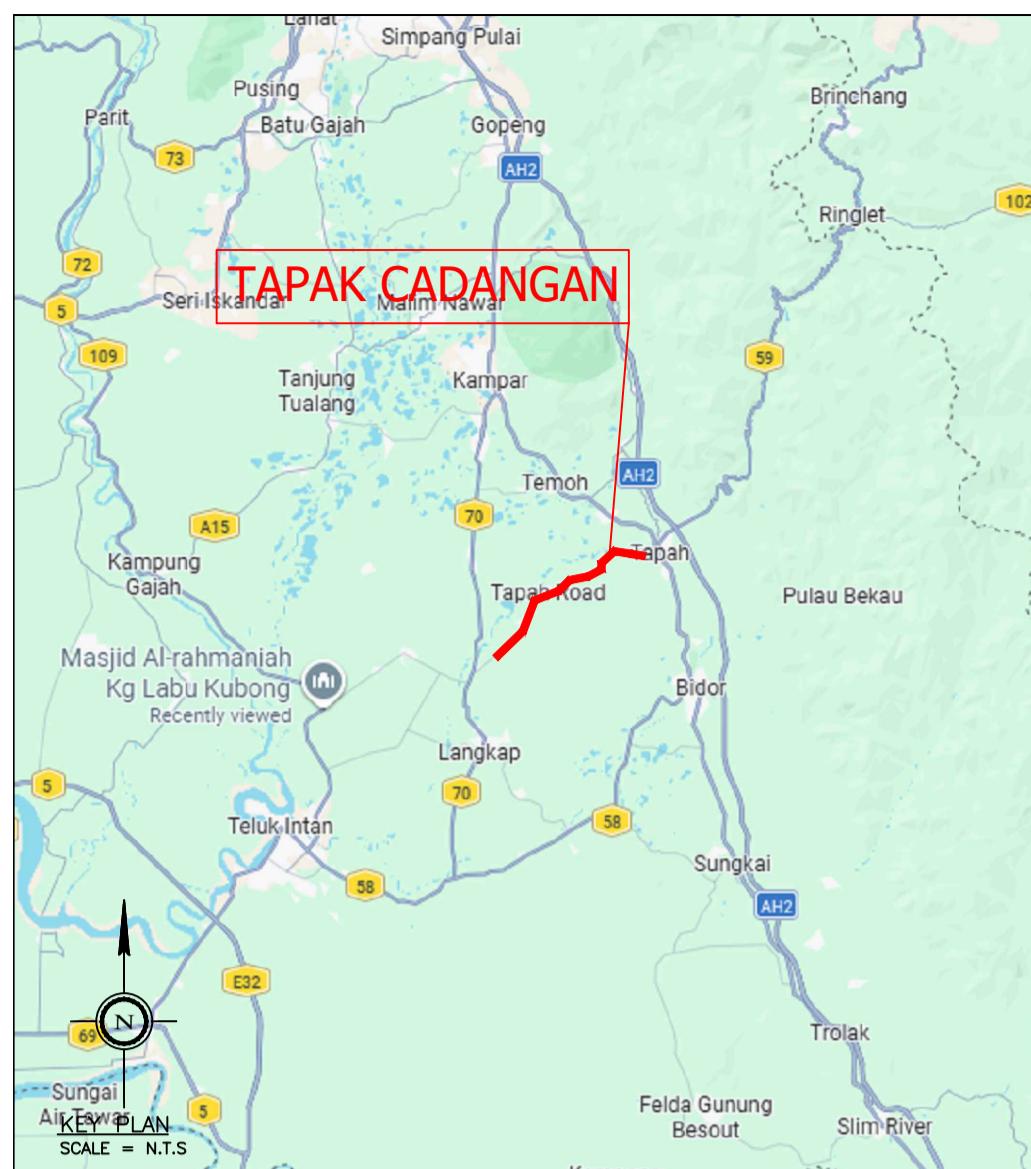 Lahat
Simpang Pulai
Pusing
Brinchang
Parit
Batu Gajah
Gopeng
73
AH2
102
Ringlet
72
TAPAK CADANGAN
Seri Iskandar
Malim Nawar
5
109
59
Tanjung
Tualang
Kampar
Temoh
AH2
70
A15
Tapah
Kampung
Gajah
Tapah Road
Pulau Bekau
Masjid Al-rahmaniah
Kg Labu Kubong
Recently viewed
Bidor
Langkap
5
70
58
Teluk Intan
Sungkai
58
AH2
E32
N
69
Trolak
Sungai
Air Tawar
5
Felda Gunung
Besout
Slim River
KEY PLAN
SCALE = N.T.S